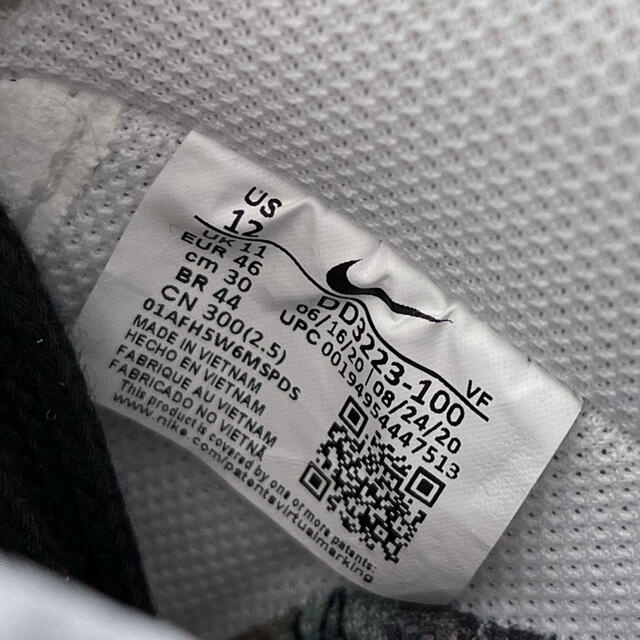 US
12
UK 11
EUR 46
cm 30
BR 44
CN 300(2.5)
01AFH5W6MSPDS
MADE IN VIETNAM
HECHO EN VIETNAM
FABRIQUE AU VIETNAM
FABRICADO NO VIETNÃ
This product is covered by one or more patents:
www.nike.com/patentsvirtualmarking
VF
DD3223-100
06/16/20 08/24/20
UPC 00194954447513